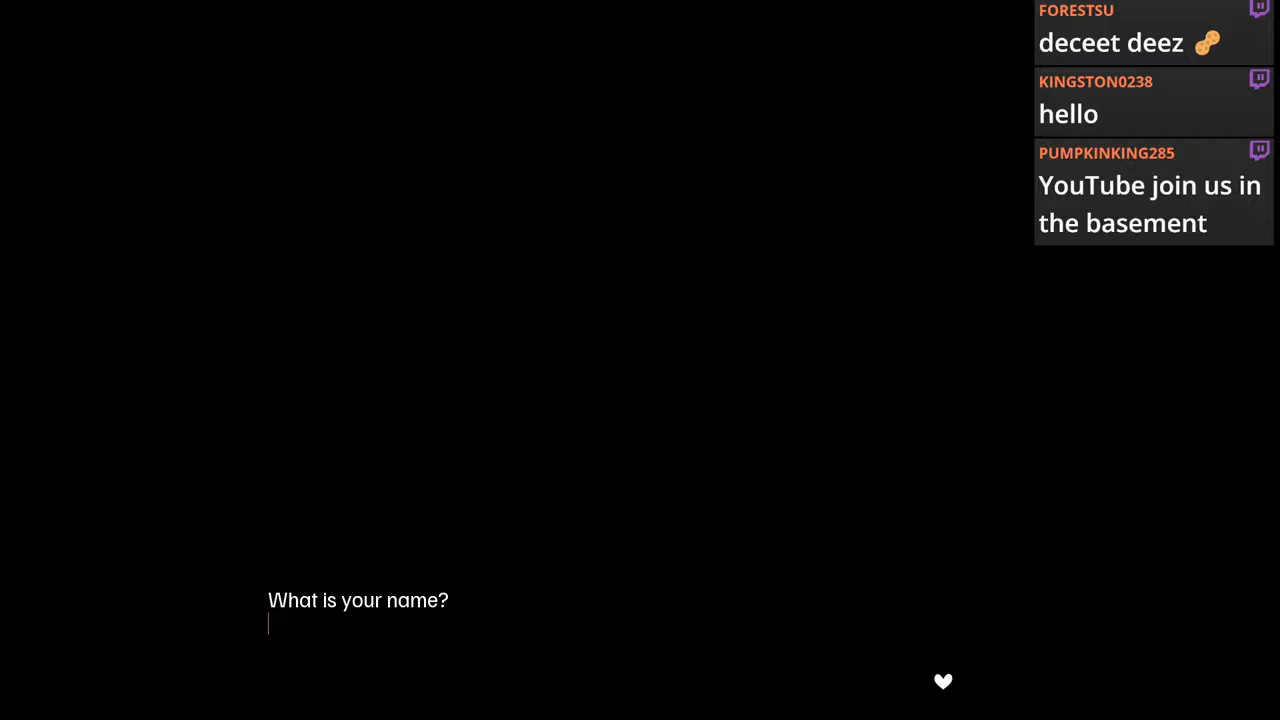 FORESTSU
deceet deez 🥜
KINGSTON0238
hello
PUMPKINKING285
YouTube join us in
the basement
What is your name?